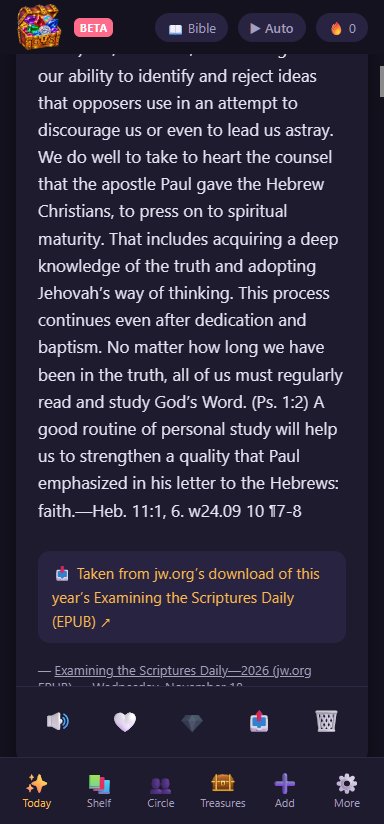 BETA
Bible
Auto
0
our ability to identify and reject ideas
that opposers use in an attempt to
discourage us or even to lead us astray.
We do well to take to heart the counsel
that the apostle Paul gave the Hebrew
Christians, to press on to spiritual
maturity. That includes acquiring a deep
knowledge of the truth and adopting
Jehovah’s way of thinking. This process
continues even after dedication and
baptism. No matter how long we have
been in the truth, all of us must regularly
read and study God’s Word. (Ps. 1:2) A
good routine of personal study will help
us to strengthen a quality that Paul
emphasized in his letter to the Hebrews:
faith.—Heb. 11:1, 6. w24.09 10 ¶7-8
Taken from jw.org’s download of this
year’s Examining the Scriptures Daily
(EPUB) ↗
— Examining the Scriptures Daily—2026 (jw.org
Today
Shelf
Circle
Treasures
Add
More